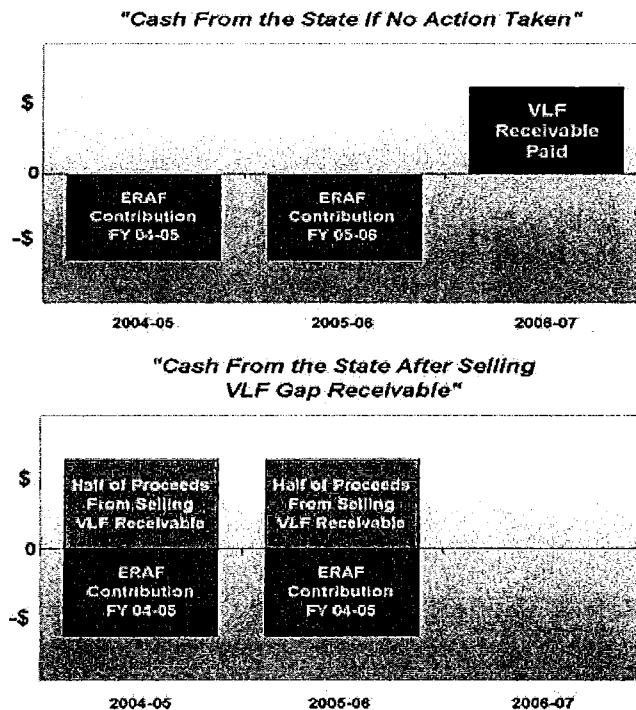 "Cash From the State If No Action Taken"
$
VLF
Receivable
Paid
0
ERAF
Contribution
FY 04-05
ERAF
Contribution
FY 05-06
-$
2004-05
2005-06
2006-07
"Cash From the State After Selling
VLF Gap Receivable"
$
Half of Proceeds
From Selling
VLF Receivable
Half of Proceeds
From Selling
VLF Receivable
0
ERAF
Contribution
FY 04-05
ERAF
Contribution
FY 04-05
-$
2004-05
2005-06
2006-07